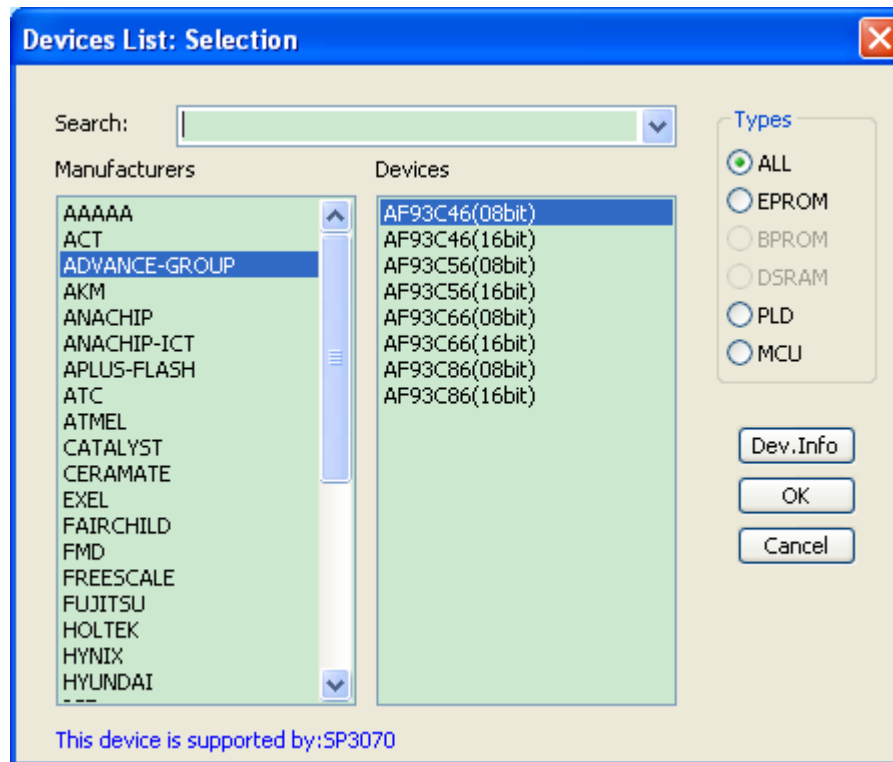 Devices List: Selection
Search:
Manufacturers
AAAAA
ACT
ADVANCE-GROUP
AKM
ANACHIP
ANACHIP-ICT
APLUS-FLASH
ATC
ATMEL
CATALYST
CERAMATE
EXEL
FAIRCHILD
FMD
FREESCALE
FUJITSU
HOLTEK
HYNIX
HYUNDAI
Devices
AF93C46(08bit)
AF93C46(16bit)
AF93C56(08bit)
AF93C56(16bit)
AF93C66(08bit)
AF93C66(16bit)
AF93C86(08bit)
AF93C86(16bit)
Types
ALL
EPROM
BPROM
DSRAM
PLD
MCU
Dev.Info
OK
Cancel
This device is supported by:SP3070